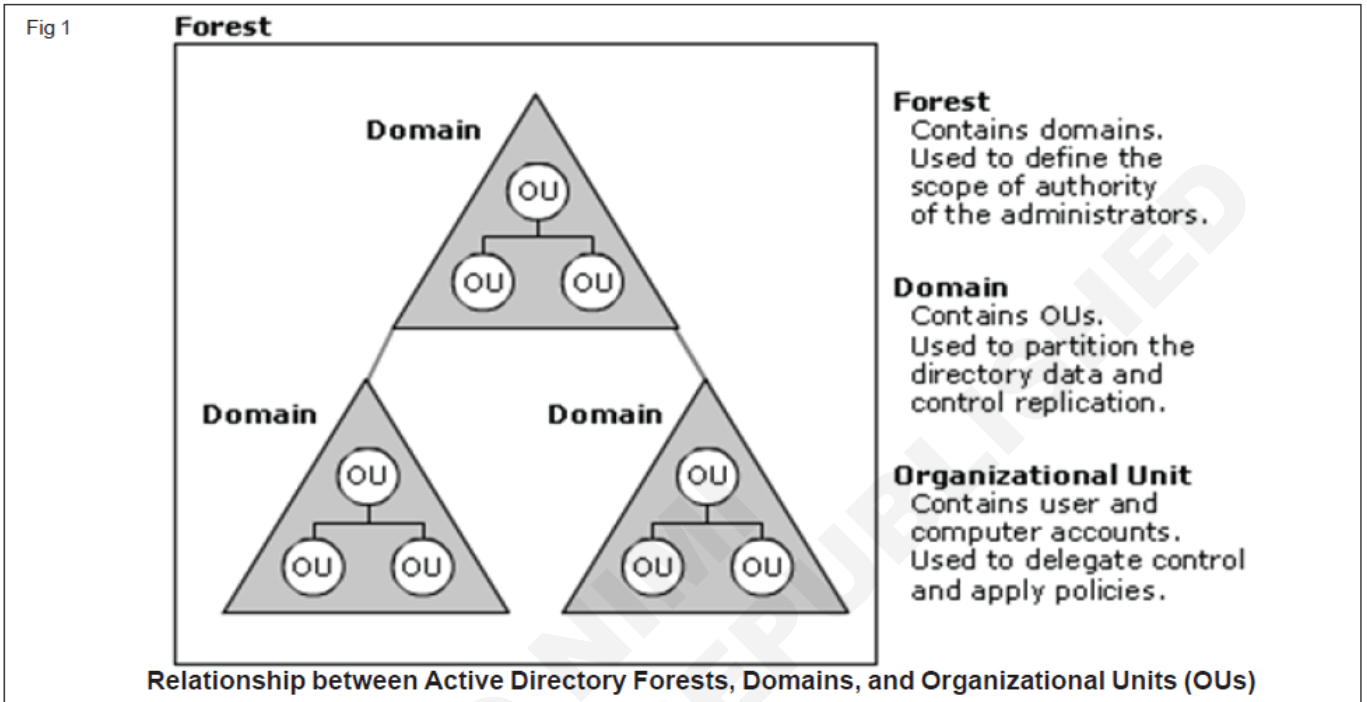 Fig 1
Forest
Domain
OU
OU OU
Domain
OU
OU OU
Domain
OU
OU OU
Forest
Contains domains.
Used to define the
scope of authority
of the administrators.
Domain
Contains OUs.
Used to partition the
directory data and
control replication.
Organizational Unit
Contains user and
computer accounts.
Used to delegate control
and apply policies.
Relationship between Active Directory Forests, Domains, and Organizational Units (OUs)